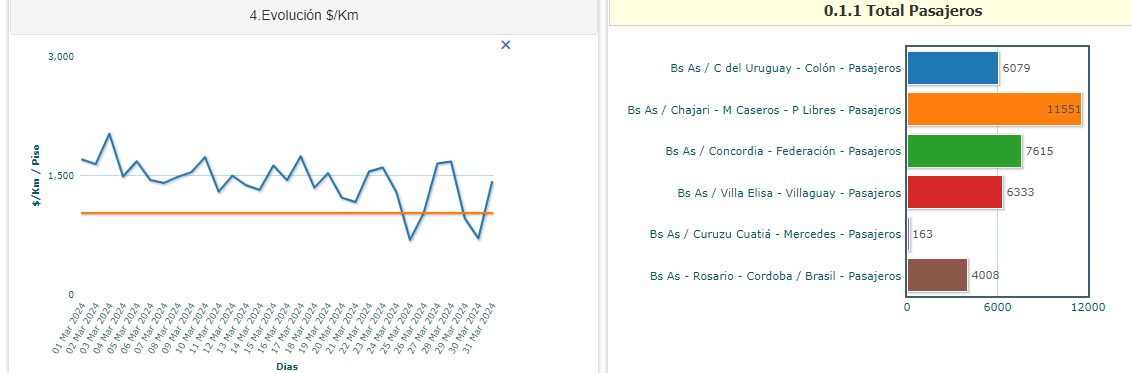 4.Evolución $/Km
×
3,000
1,500
0
$/Km / Piso
01 Mar 2024
02 Mar 2024
03 Mar 2024
04 Mar 2024
05 Mar 2024
06 Mar 2024
07 Mar 2024
08 Mar 2024
09 Mar 2024
10 Mar 2024
11 Mar 2024
12 Mar 2024
13 Mar 2024
14 Mar 2024
15 Mar 2024
16 Mar 2024
17 Mar 2024
18 Mar 2024
19 Mar 2024
20 Mar 2024
21 Mar 2024
22 Mar 2024
23 Mar 2024
24 Mar 2024
25 Mar 2024
26 Mar 2024
27 Mar 2024
28 Mar 2024
29 Mar 2024
30 Mar 2024
31 Mar 2024
Dias
0.1.1 Total Pasajeros
Bs As / C del Uruguay - Colón - Pasajeros 6079
Bs As / Chajari - M Caseros - P Libres - Pasajeros 11551
Bs As / Concordia - Federación - Pasajeros 7615
Bs As / Villa Elisa - Villaguay - Pasajeros 6333
Bs As / Curuzu Cuatiá - Mercedes - Pasajeros 163
Bs As - Rosario - Cordoba / Brasil - Pasajeros 4008
0 6000 12000